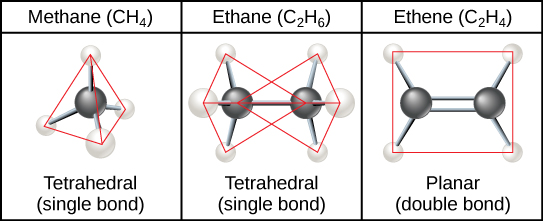 Methane (CH₄)
Ethane (C₂H₆)
Ethene (C₂H₄)
Tetrahedral
(single bond)
Tetrahedral
(single bond)
Planar
(double bond)